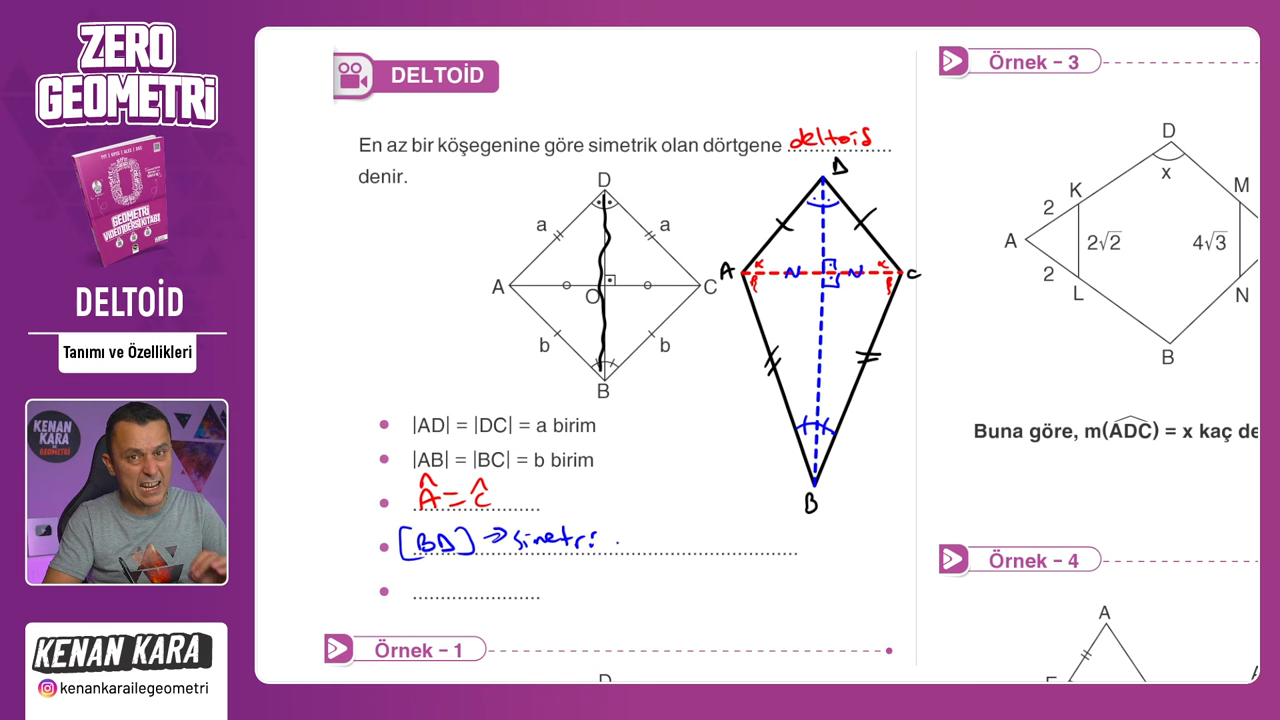 ZERO
GEOMETRİ
GEOMETRİ
VİDEO DERS KİTABI
DELTOİD
Tanımı ve Özellikleri
KENAN
KARA
GEOMETRİ
KENAN KARA
kenankarailegeometri
DELTOİD
En az bir köşegenine göre simetrik olan dörtgene deltoid
denir.
D
a a
A O C
b b
B
D
A C
α α
β β
B
|AD| = |DC| = a birim
|AB| = |BC| = b birim
Â = Ĉ
[BD] → simetri
Örnek – 1
D
Örnek – 3
D
x
K M
2
A 2√2 4√3
2
L N
B
Buna göre, m(ADC) = x kaç de
Örnek – 4
A